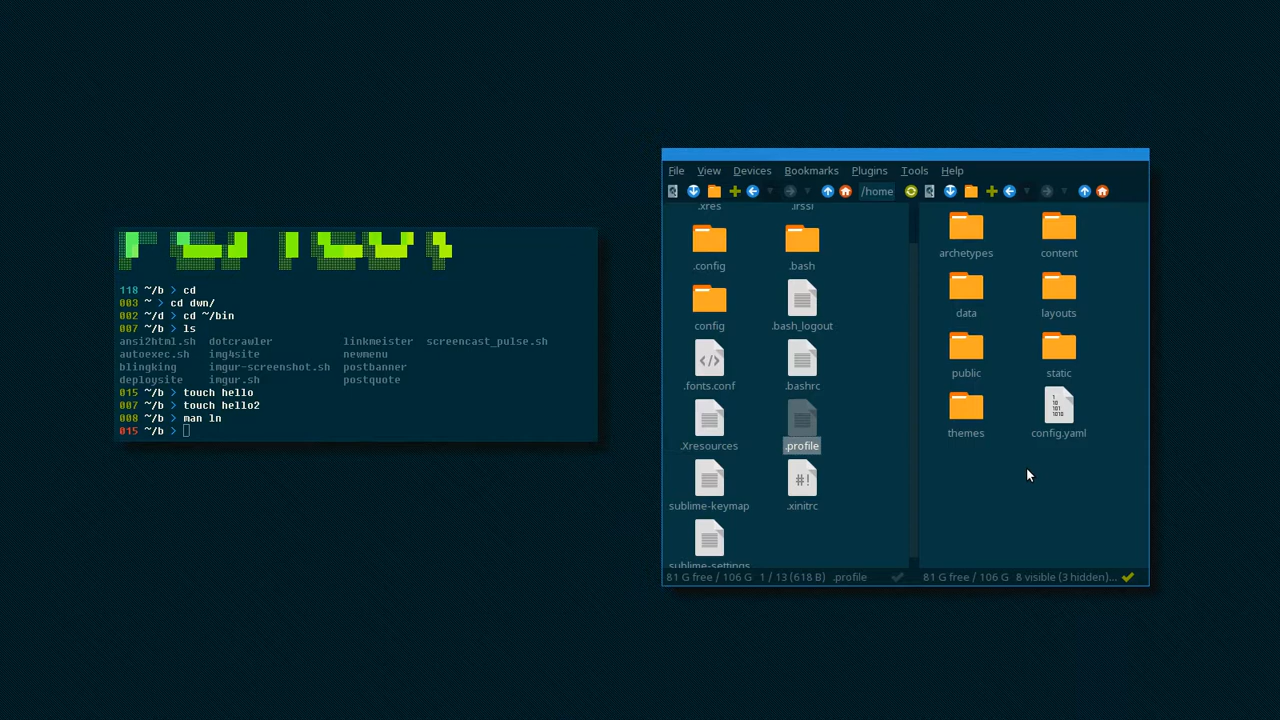 118 ~/b > cd
003 ~ > cd dwn/
002 ~/d > cd ~/bin
007 ~/b > ls
ansi2html.sh dotcrawler linkmeister screencast_pulse.sh
autoexec.sh img4site newmenu
blingking imgur-screenshot.sh postbanner
deploysite imgur.sh postquote
015 ~/b > touch hello
007 ~/b > touch hello2
008 ~/b > man ln
015 ~/b >
File View Devices Bookmarks Plugins Tools Help
/home
.xres .irssi
.config .bash
config .bash_logout
.fonts.conf .bashrc
.Xresources .profile
sublime-keymap .xinitrc
sublime-settings
81 G free / 106 G 1 / 13 (618 B) .profile
archetypes content
data layouts
public static
themes config.yaml
81 G free / 106 G 8 visible (3 hidden)...